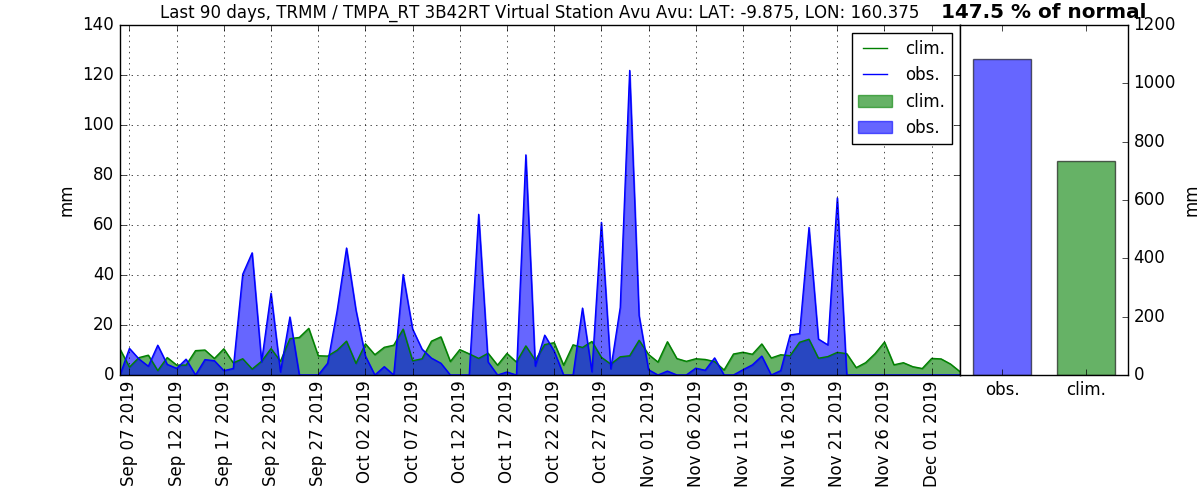 Last 90 days, TRMM / TMPA_RT 3B42RT Virtual Station Avu Avu: LAT: -9.875, LON: 160.375
147.5 % of normal
140
120
100
80
60
40
20
0
mm
clim.
obs.
clim.
obs.
Sep 07 2019
Sep 12 2019
Sep 17 2019
Sep 22 2019
Sep 27 2019
Oct 02 2019
Oct 07 2019
Oct 12 2019
Oct 17 2019
Oct 22 2019
Oct 27 2019
Nov 01 2019
Nov 06 2019
Nov 11 2019
Nov 16 2019
Nov 21 2019
Nov 26 2019
Dec 01 2019
1200
1000
800
600
400
200
0
mm
obs.
clim.